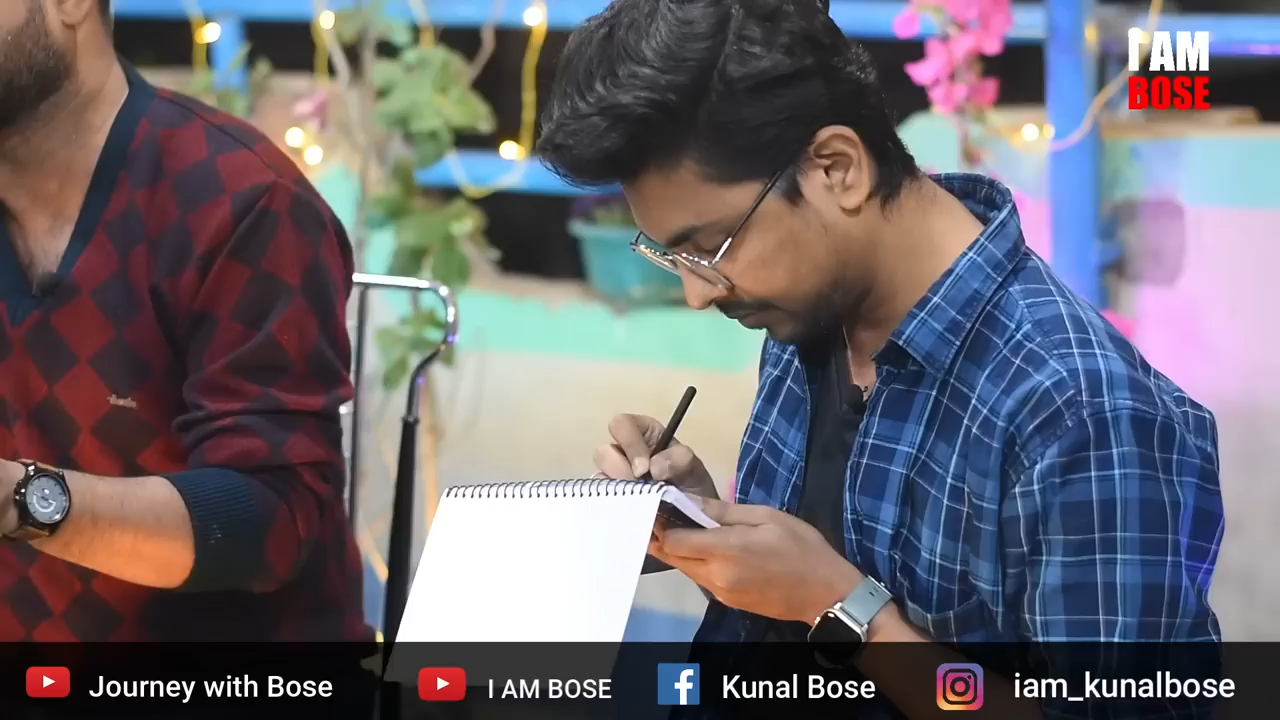 I AM
BOSE
Journey with Bose
I AM BOSE
Kunal Bose
iam_kunalbose